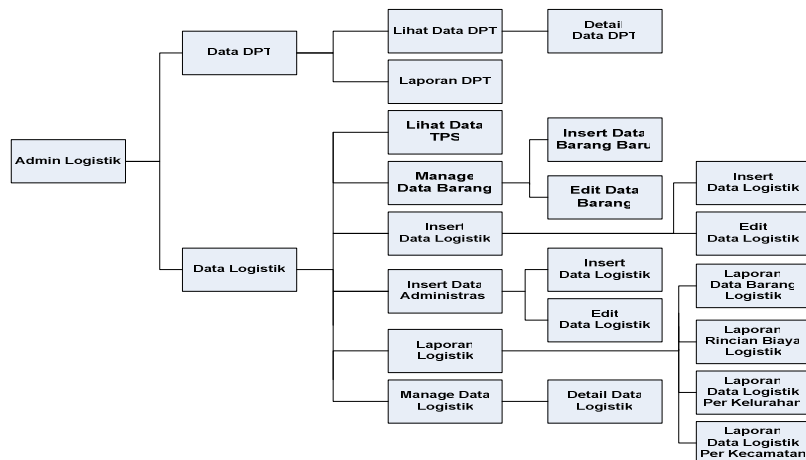 Admin Logistik
Data DPT
Lihat Data DPT
Detail
Data DPT
Laporan DPT
Data Logistik
Lihat Data
TPS
Manage
Data Barang
Insert Data
Barang Baru
Edit Data
Barang
Insert
Data Logistik
Insert
Data Logistik
Edit
Data Logistik
Insert Data
Administras
Insert
Data Logistik
Edit
Data Logistik
Laporan
Logistik
Laporan
Data Barang
Logistik
Laporan
Rincian Biaya
Logistik
Laporan
Data Logistik
Per Kelurahan
Laporan
Data Logistik
Per Kecamatan
Manage Data
Logistik
Detail Data
Logistik